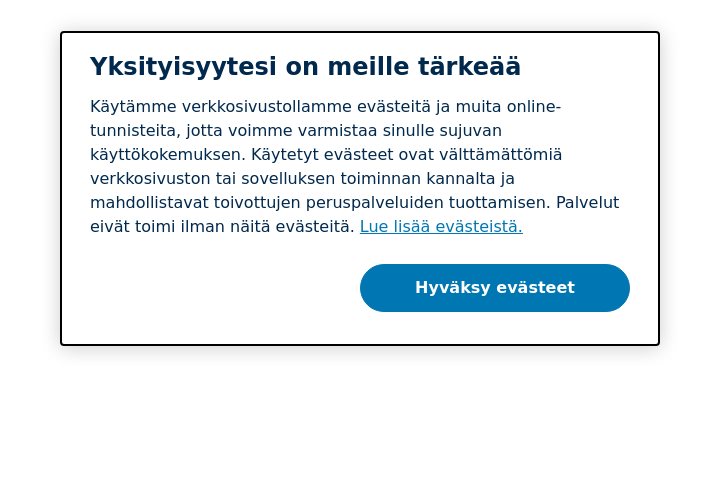 Yksityisyytesi on meille tärkeää
Käytämme verkkosivustollamme evästeitä ja muita online-
tunnisteita, jotta voimme varmistaa sinulle sujuvan
käyttökokemuksen. Käytetyt evästeet ovat välttämättömiä
verkkosivuston tai sovelluksen toiminnan kannalta ja
mahdollistavat toivottujen peruspalveluiden tuottamisen. Palvelut
eivät toimi ilman näitä evästeitä. Lue lisää evästeistä.
Hyväksy evästeet